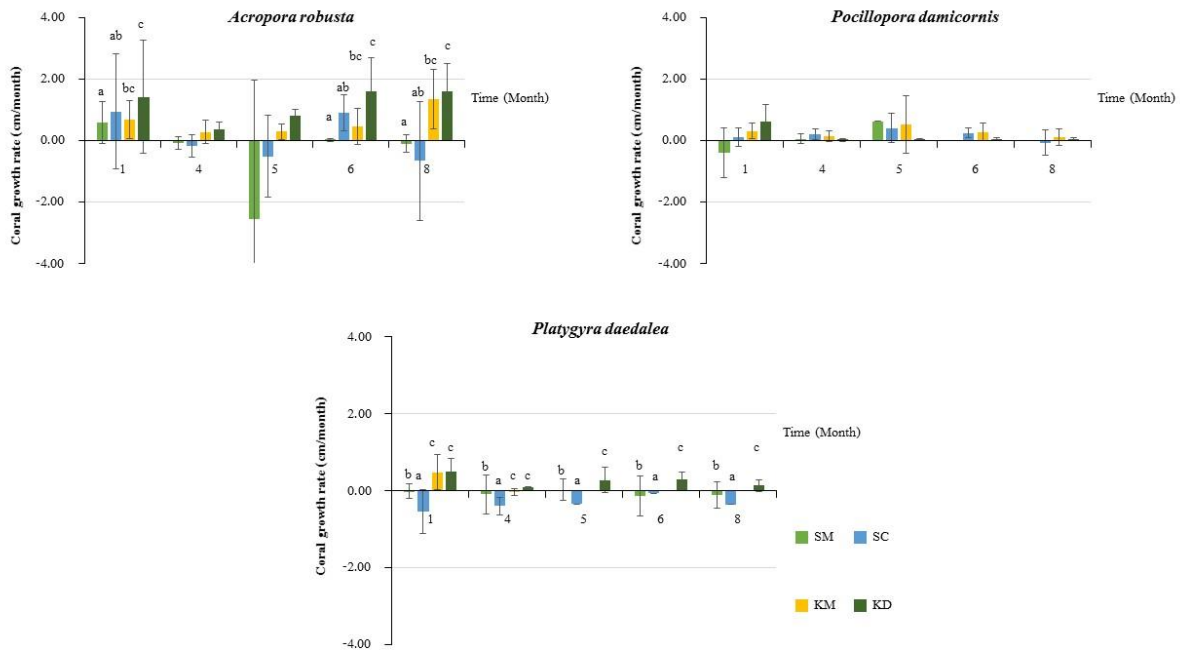 Acropora robusta
4.00
2.00
0.00
-2.00
-4.00
Coral growth rate (cm/month)
Time (Month)
a ab bc c
a ab bc c
a ab bc c
1 4 5 6 8
Pocillopora damicornis
4.00
2.00
0.00
-2.00
-4.00
Coral growth rate (cm/month)
Time (Month)
1 4 5 6 8
Platygyra daedalea
4.00
2.00
0.00
-2.00
-4.00
Coral growth rate (cm/month)
Time (Month)
b a c c
b a c c
b a c
b a c
b a c
1 4 5 6 8
SM SC
KM KD